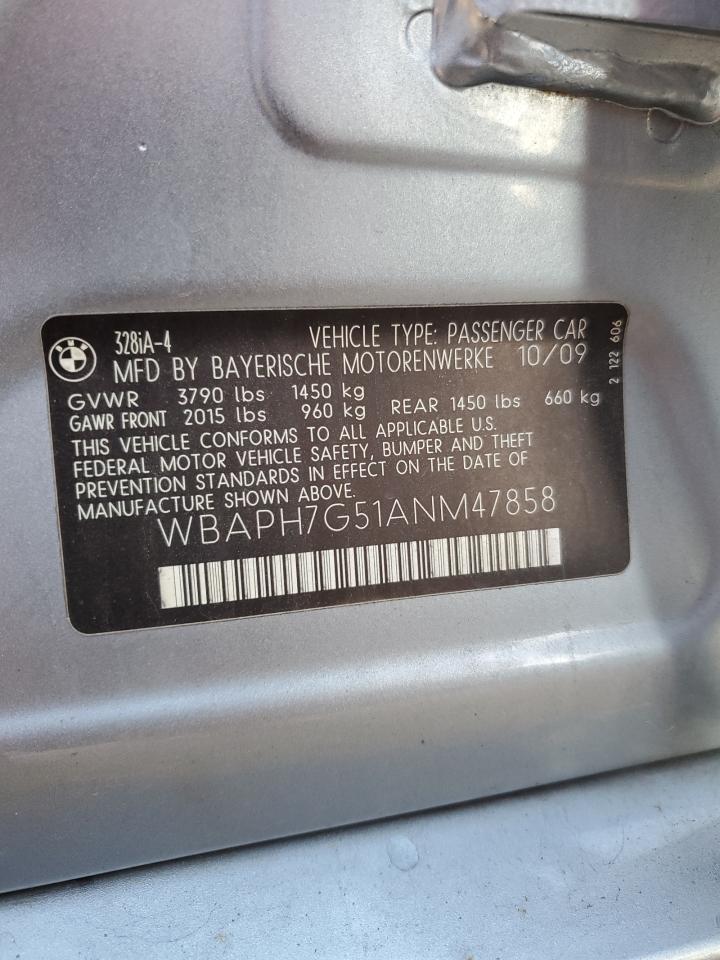 BMW
328iA-4 VEHICLE TYPE: PASSENGER CAR
MFD BY BAYERISCHE MOTORENWERKE 10/09
GVWR 3790 lbs 1450 kg
GAWR FRONT 2015 lbs 960 kg REAR 1450 lbs 660 kg
THIS VEHICLE CONFORMS TO ALL APPLICABLE U.S.
FEDERAL MOTOR VEHICLE SAFETY, BUMPER AND THEFT
PREVENTION STANDARDS IN EFFECT ON THE DATE OF
MANUFACTURE SHOWN ABOVE.
WBAPH7G51ANM47858
2 122 606